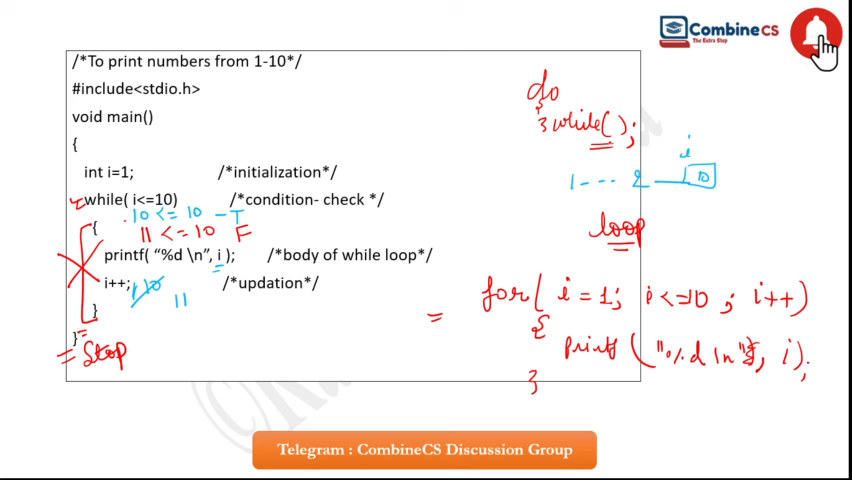 CombineCS
The Extra Step
/*To print numbers from 1-10*/
#include<stdio.h>
void main()
{
int i=1; /*initialization*/
while( i<=10) /*condition- check */
10 <= 10 - T
{ 11 <= 10 F
printf( “%d \n”, i ); /*body of while loop*/
i++; /*updation*/
11
}
}
= Stop
do
{
} while( );
i
1 - - - 2 10
loop
= for( i = 1; i <= 10 ; i++)
{
printf ( "%d \n", i);
}
Telegram : CombineCS Discussion Group